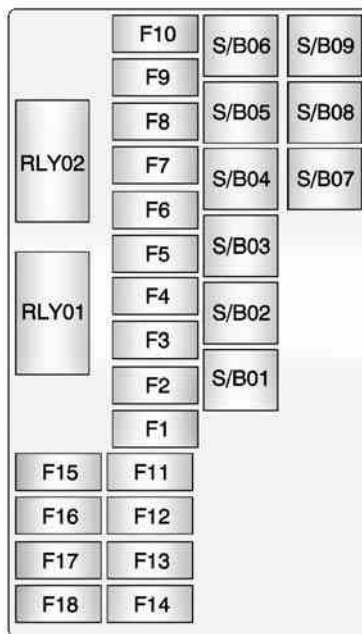 F10 S/B06 S/B09
F9
F8 S/B05 S/B08
RLY02 F7 S/B04 S/B07
F6
F5 S/B03
RLY01 F4 S/B02
F3
F2 S/B01
F1
F15 F11
F16 F12
F17 F13
F18 F14